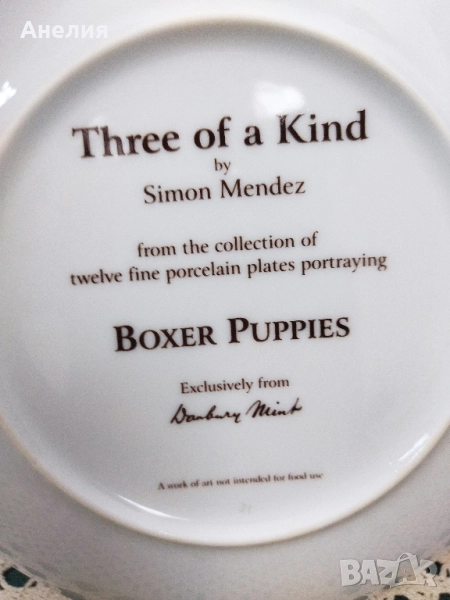 Анелия
Three of a Kind
by
Simon Mendez
from the collection of
twelve fine porcelain plates portraying
BOXER PUPPIES
Exclusively from
Danbury Mint
A work of art not intended for food use
BAZAR